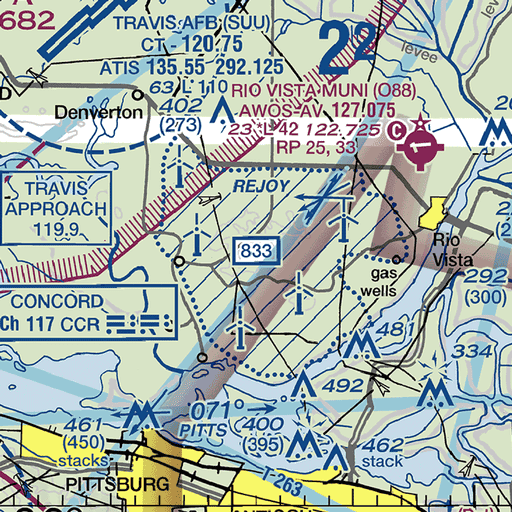 682
TRAVIS AFB (SUU)
CT - 120.75
ATIS 135.55 292.125
63 L 110
22
levee
Denverton
402
(273)
RIO VISTA MUNI (O88)
AWOS-AV 127.075
23 L 42 122.725 C
RP 25, 33
REJOY
TRAVIS
APPROACH
119.9
833
Rio
Vista
gas
wells
292
(300)
CONCORD
Ch 117 CCR
481
334
492
071°
PITTS
400
(395)
461
(450)
stacks
462
stack
T 263
PITTSBURG